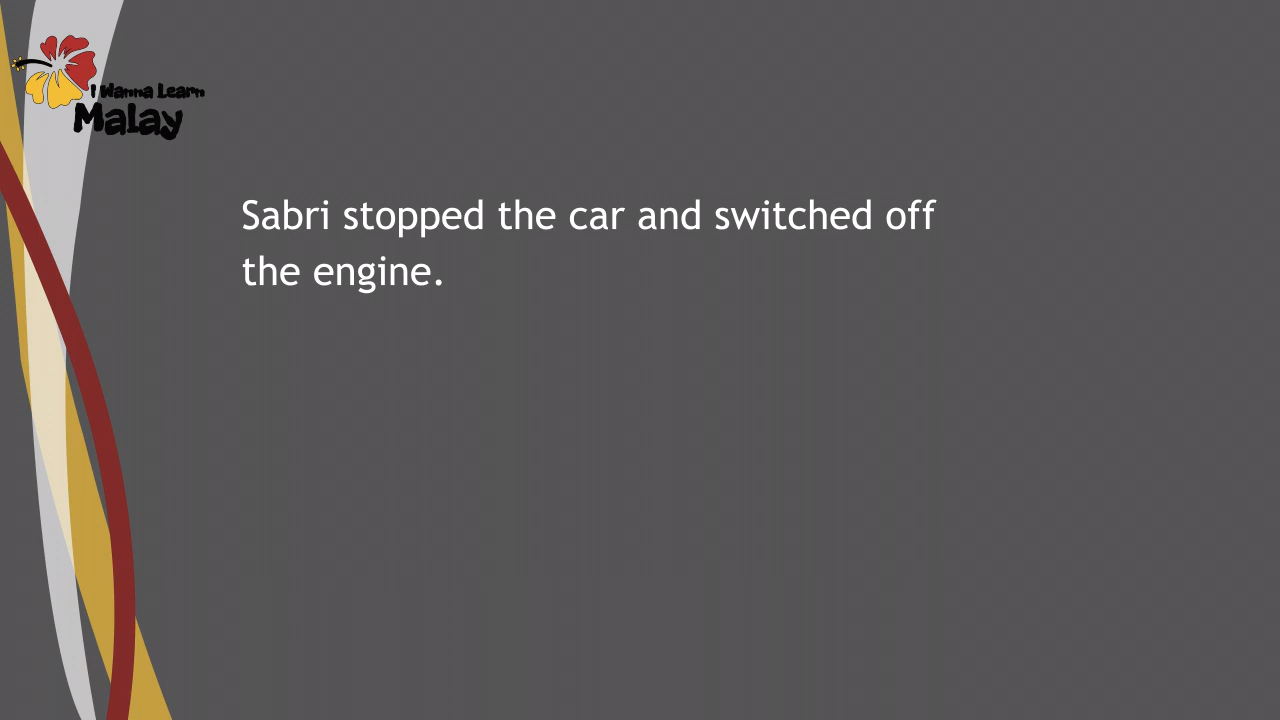 I Wanna Learn
Malay
Sabri stopped the car and switched off
the engine.